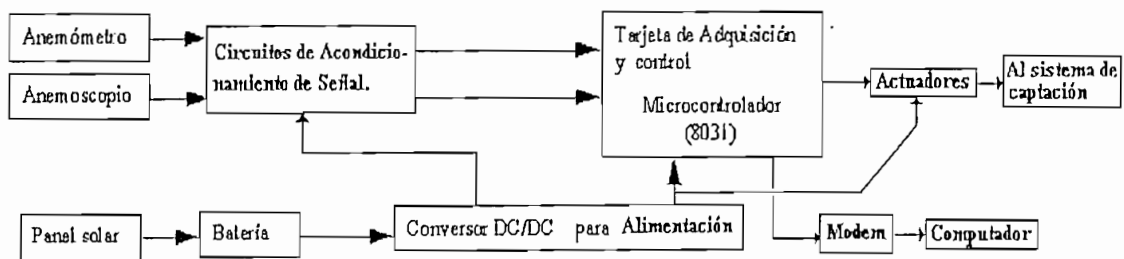 Anemómetro
Anemoscopio
Circuitos de Acondicio-
namiento de Señal.
Tarjeta de Adquisición
y control
Microcontrolador
(8031)
Actuadores
Al sistema de
captación
Panel solar
Batería
Conversor DC/DC para Alimentación
Modem
Computador